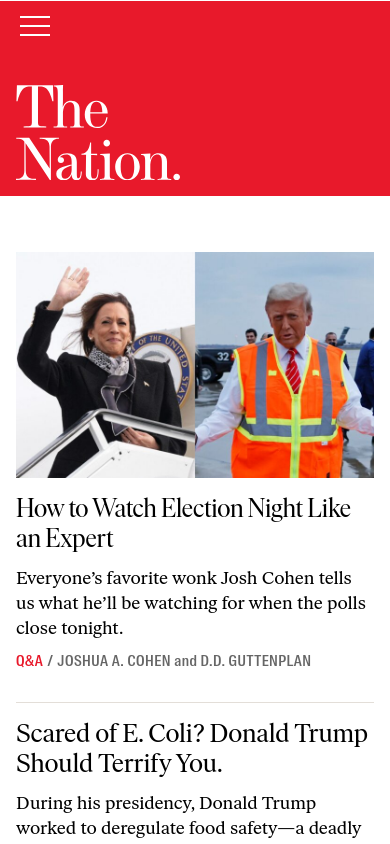 The
Nation.
OF THE UNITED STATES
32
How to Watch Election Night Like
an Expert
Everyone’s favorite wonk Josh Cohen tells
us what he’ll be watching for when the polls
close tonight.
Q&A / JOSHUA A. COHEN and D.D. GUTTENPLAN
Scared of E. Coli? Donald Trump
Should Terrify You.
During his presidency, Donald Trump
worked to deregulate food safety—a deadly